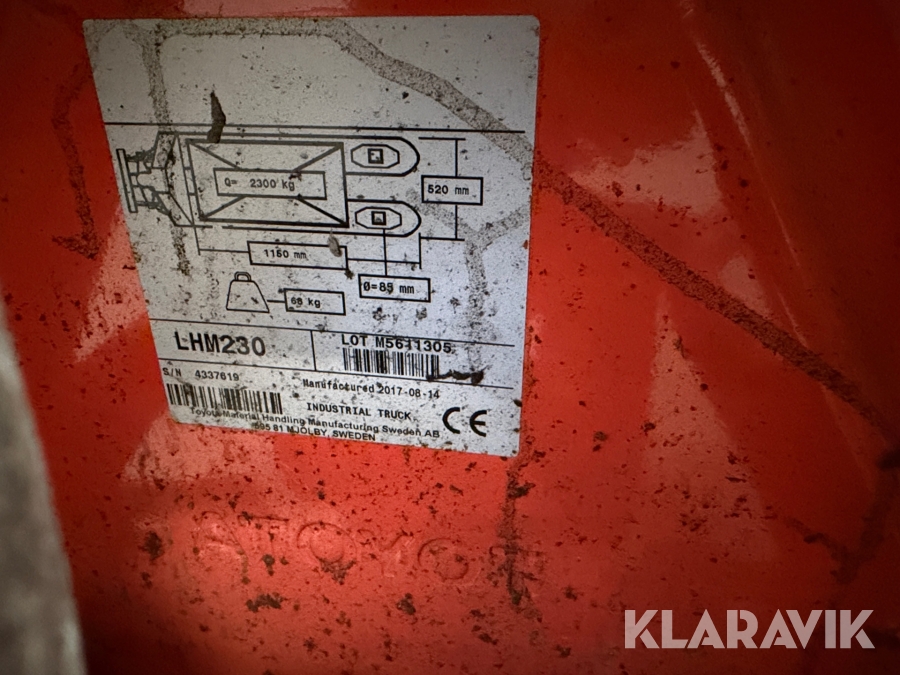 Q= 2300 kg
520 mm
1150 mm
Ø=85 mm
68 kg
LHM230
LOT M5611305
S/N 4337619
Manufactured 2017-08-14
INDUSTRIAL TRUCK
Toyota Material Handling Manufacturing Sweden AB
595 81 MJÖLBY, SWEDEN
CE
TOYO
KLARAVIK